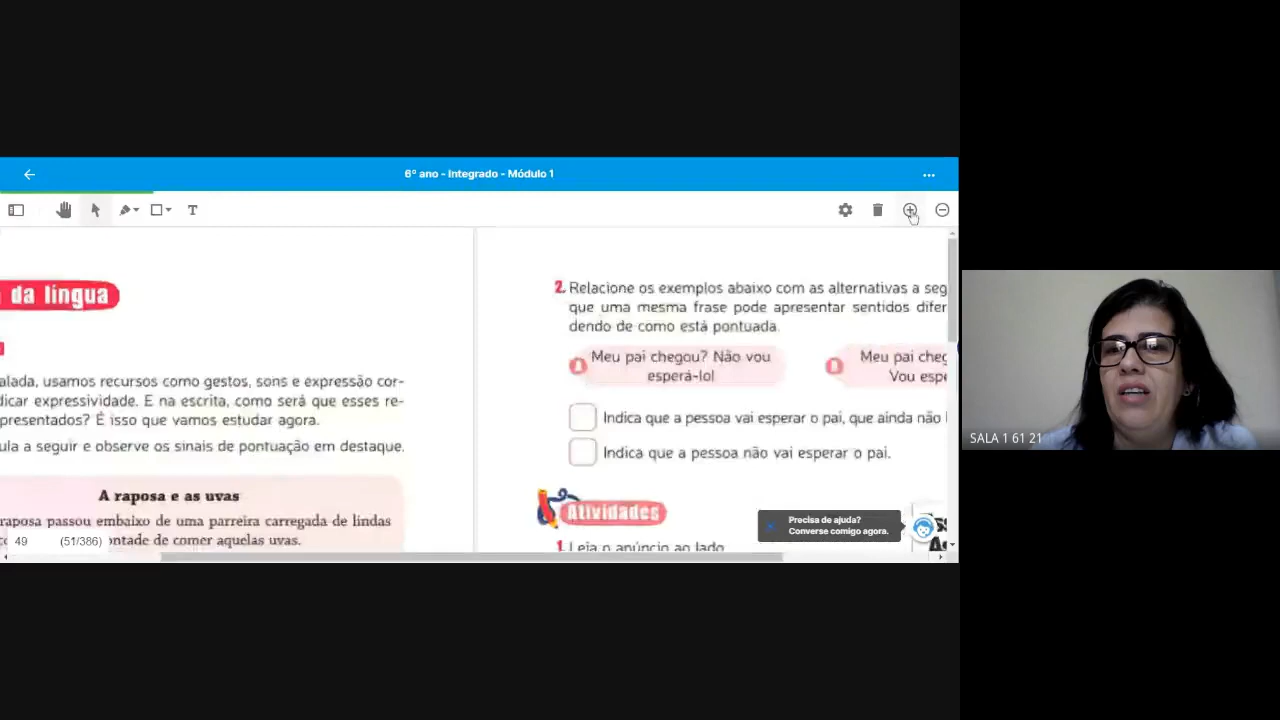 6º ano - Integrado - Módulo 1
T
da língua
alada, usamos recursos como gestos, sons e expressão cor-
dicar expressividade. E na escrita, como será que esses re-
presentados? É isso que vamos estudar agora.
ula a seguir e observe os sinais de pontuação em destaque.
A raposa e as uvas
raposa passou embaixo de uma parreira carregada de lindas
ontade de comer aquelas uvas.
49 (51/386)
2. Relacione os exemplos abaixo com as alternativas a seg
que uma mesma frase pode apresentar sentidos difer
dendo de como está pontuada.
A Meu pai chegou? Não vou
esperá-lo!
B Meu pai cheg
Vou espe
Indica que a pessoa vai esperar o pai, que ainda não
Indica que a pessoa não vai esperar o pai.
Atividades
1. Leia o anúncio ao lado
Precisa de ajuda?
Converse comigo agora.
SALA 1 61 21